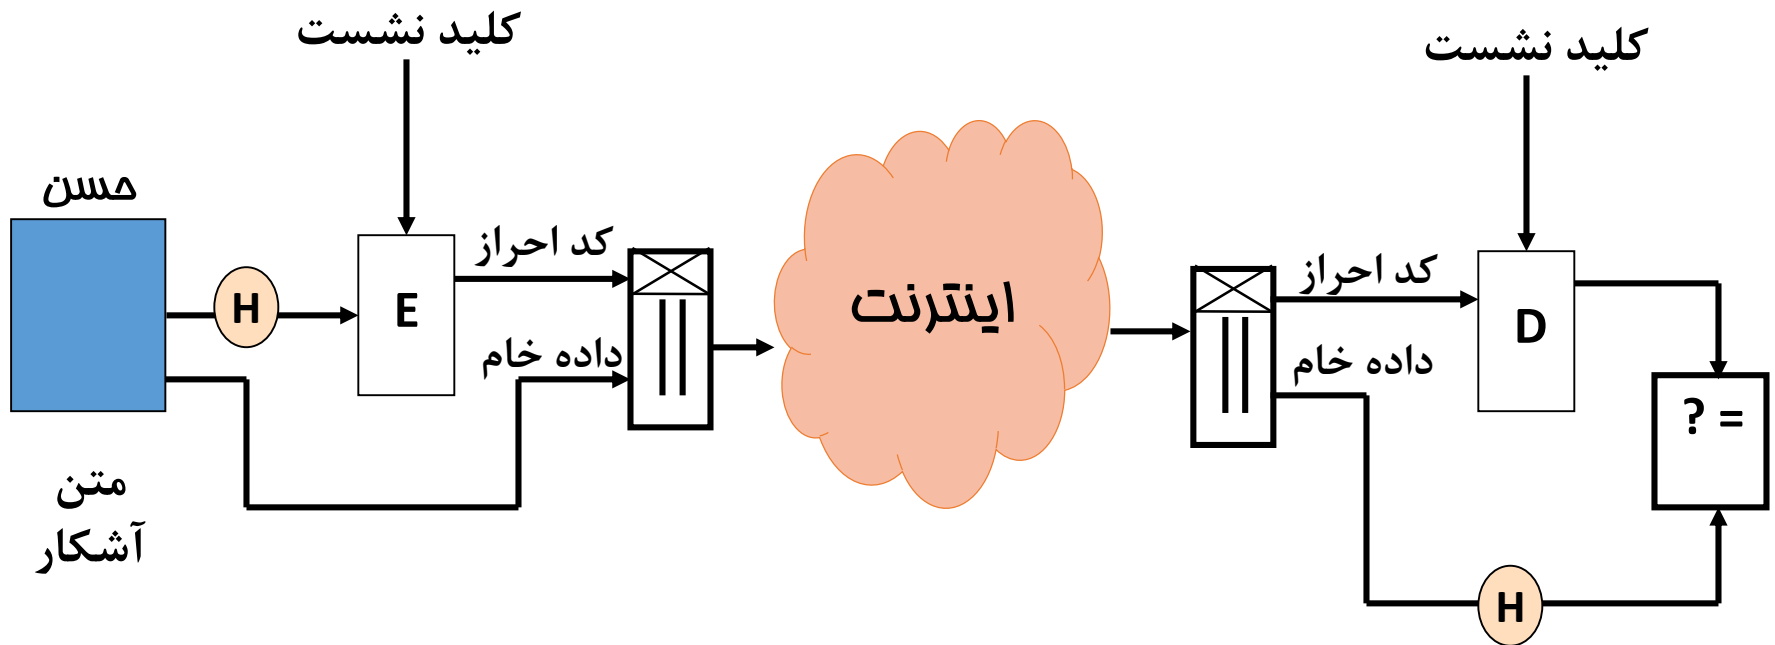 کلید نشست
کلید نشست
حسن
H
E
کد احراز
داده خام
اینترنت
کد احراز
داده خام
D
? =
متن
آشکار
H